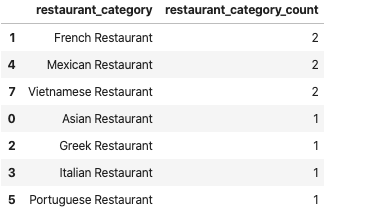 restaurant_category restaurant_category_count
1 French Restaurant 2
4 Mexican Restaurant 2
7 Vietnamese Restaurant 2
0 Asian Restaurant 1
2 Greek Restaurant 1
3 Italian Restaurant 1
5 Portuguese Restaurant 1